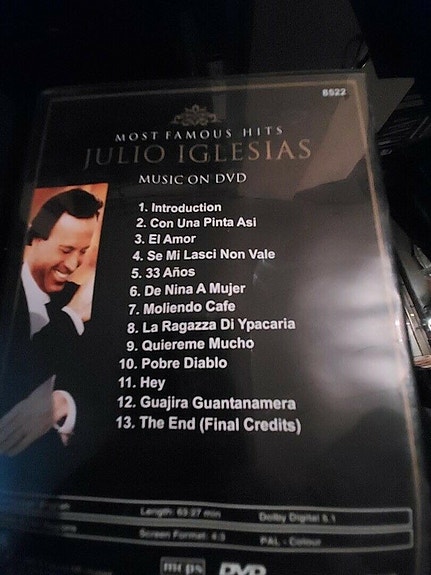 8522
MOST FAMOUS HITS
JULIO IGLESIAS
MUSIC ON DVD
1. Introduction
2. Con Una Pinta Asi
3. El Amor
4. Se Mi Lasci Non Vale
5. 33 Años
6. De Nina A Mujer
7. Moliendo Cafe
8. La Ragazza Di Ypacaria
9. Quiereme Mucho
10. Pobre Diablo
11. Hey
12. Guajira Guantanamera
13. The End (Final Credits)
Length: 63:27 min Dolby Digital 5.1
Screen Format: 4:3 PAL - Colour
mcps DVD